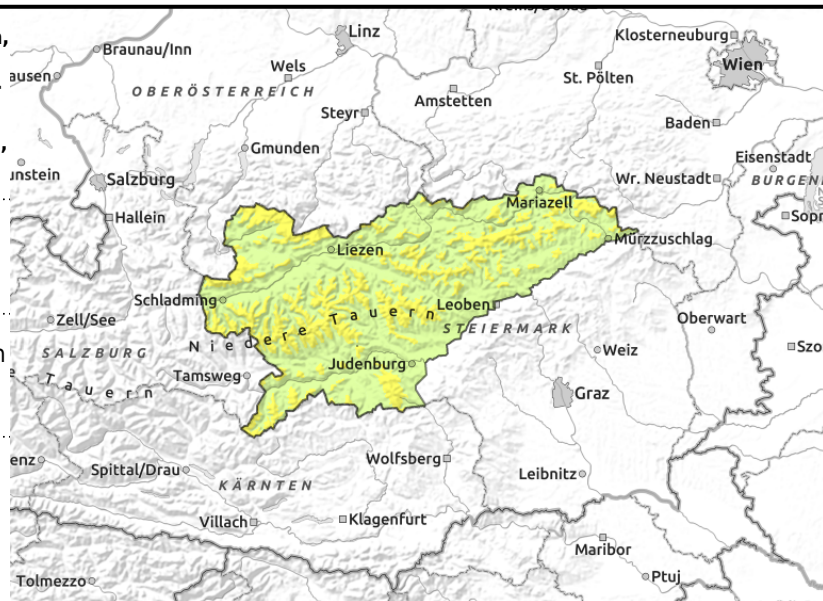 Linz
Braunau/Inn
Klosterneuburg
Wels
Wien
St. Pölten
OBERÖSTERREICH
Amstetten
Steyr
Baden
Gmunden
Eisenstadt
Salzburg
Wr. Neustadt
Mariazell
Hallein
Mürzzuschlag
Liezen
Schladming
Leoben
Zell/See
Niedere Tauern
STEIERMARK
Oberwart
SALZBURG
Weiz
Judenburg
Tamsweg
Tauern
Graz
Wolfsberg
Spittal/Drau
Leibnitz
KÄRNTEN
Villach
Klagenfurt
Maribor
Ptuj
Tolmezzo